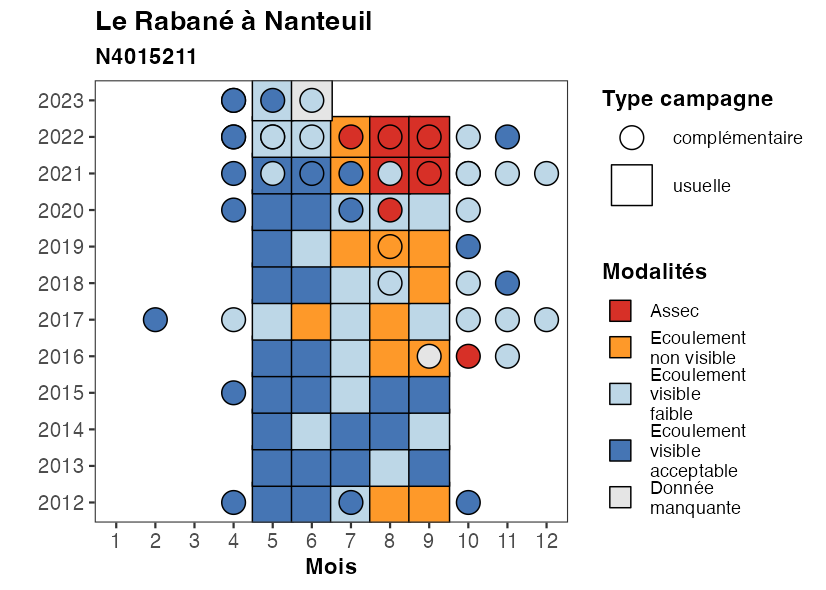 Le Rabané à Nanteuil
N4015211
2023
2022
2021
2020
2019
2018
2017
2016
2015
2014
2013
2012
1 2 3 4 5 6 7 8 9 10 11 12
Mois
Type campagne
complémentaire
usuelle
Modalités
Assec
Ecoulement
non visible
Ecoulement
visible
faible
Ecoulement
visible
acceptable
Donnée
manquante